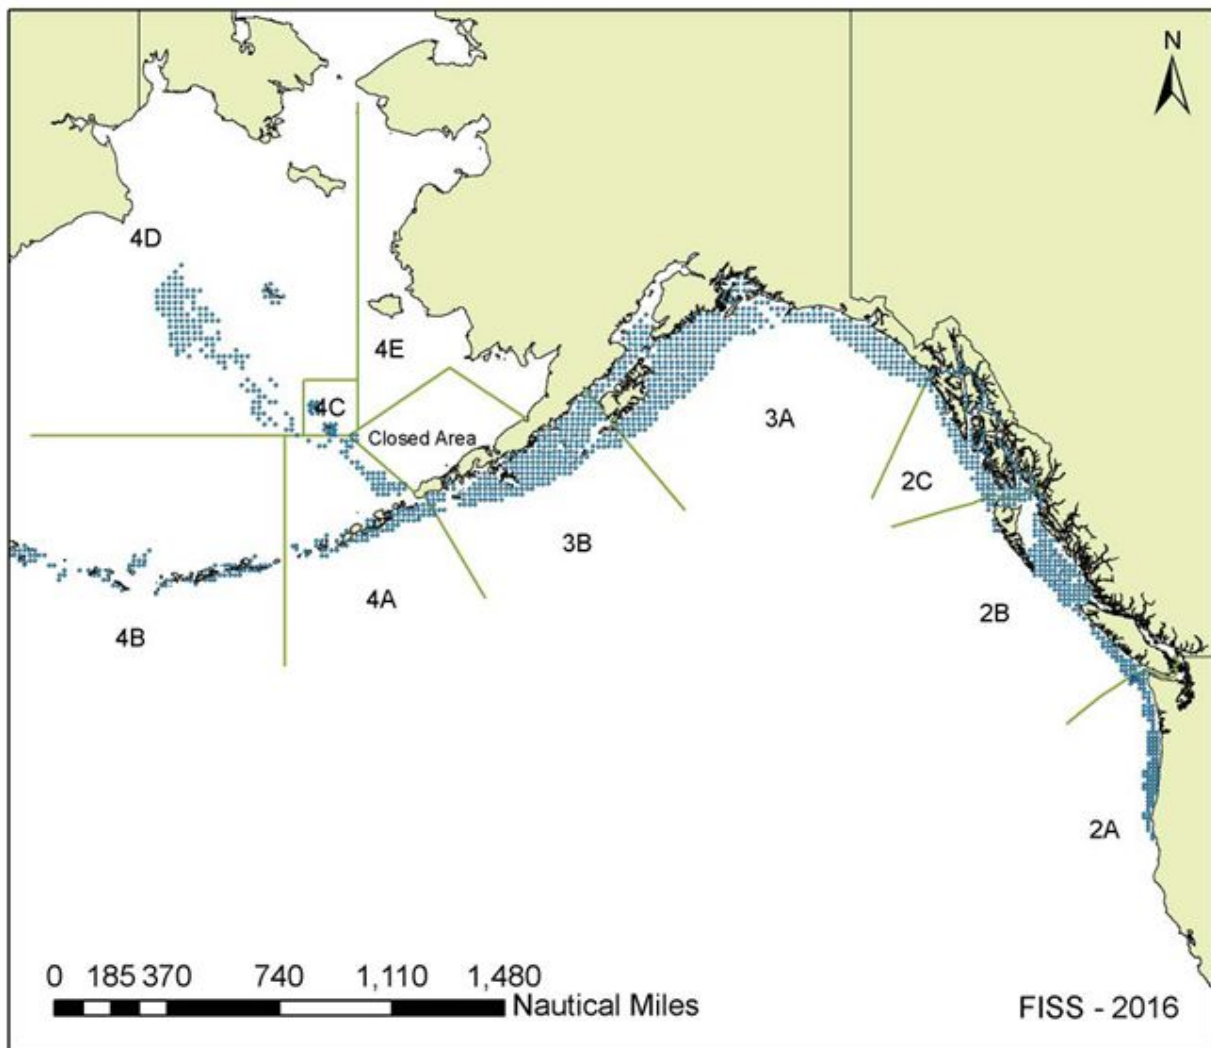 N
4D
4E
4C
Closed Area
3A
2C
3B
4A
2B
4B
2A
0 185 370 740 1,110 1,480
Nautical Miles
FISS - 2016